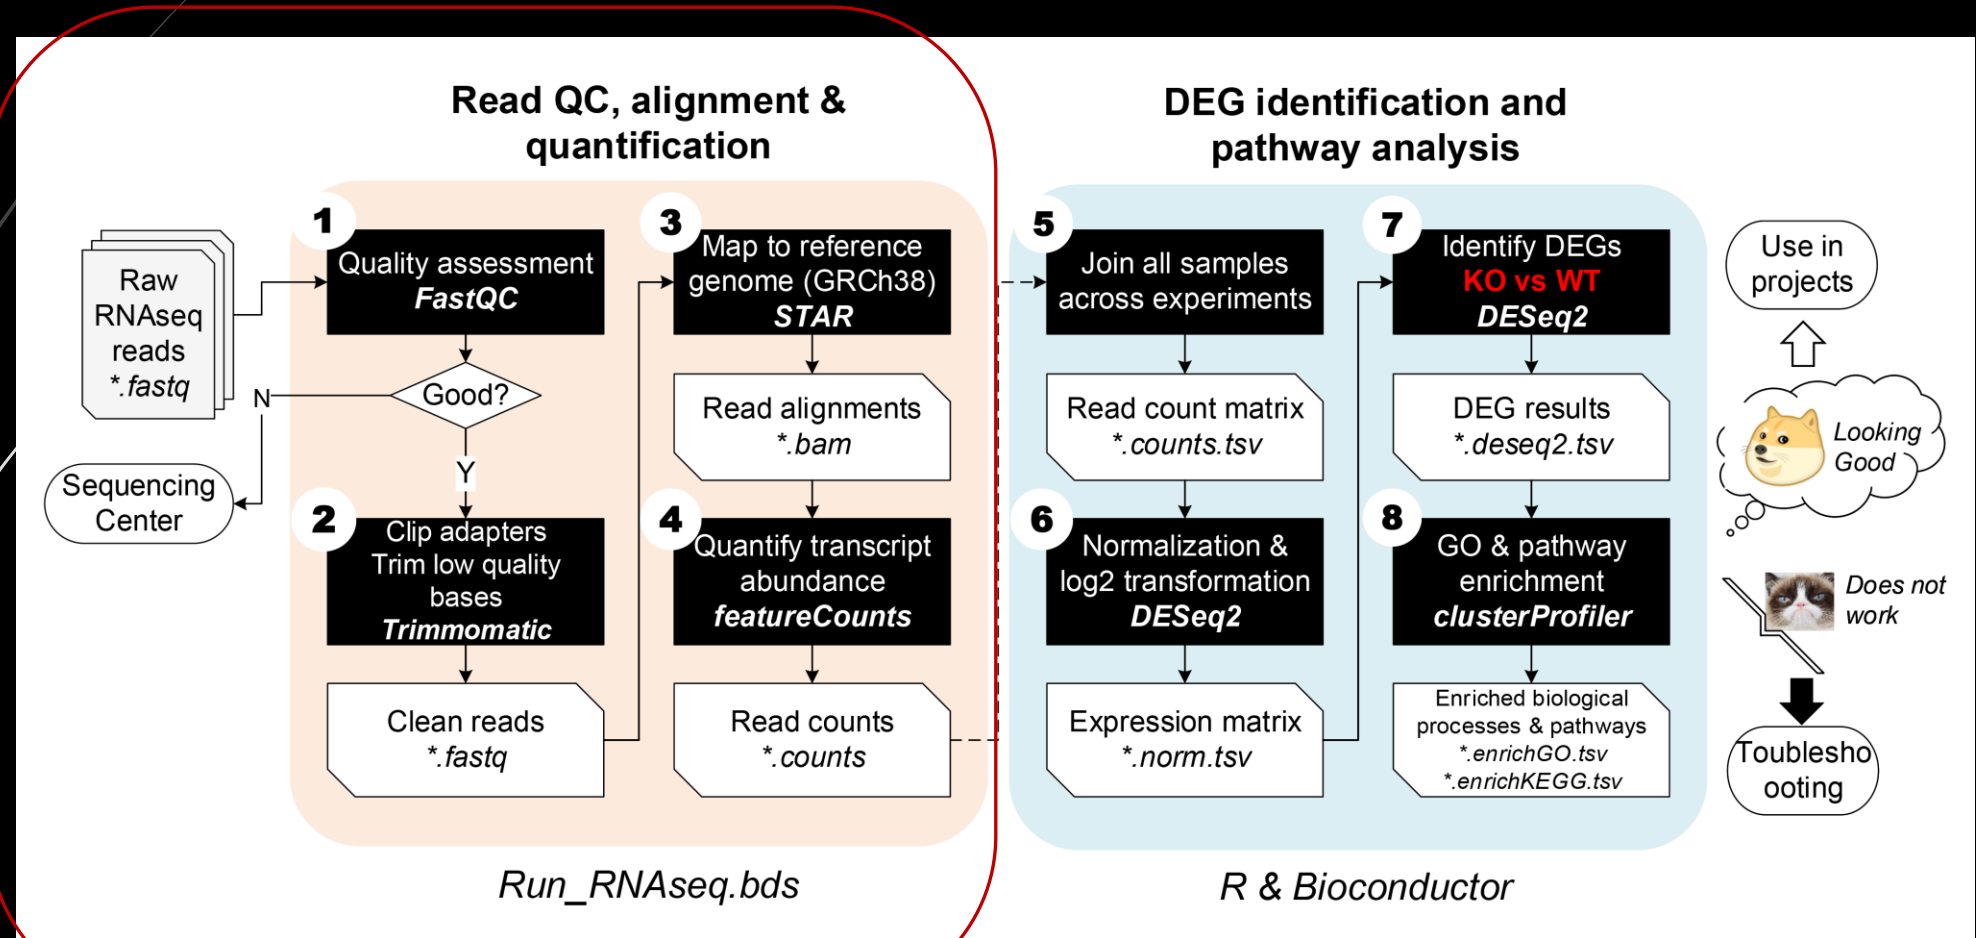 Read QC, alignment &
quantification
DEG identification and
pathway analysis
Raw
RNAseq
reads
*.fastq
Sequencing
Center
1
Quality assessment
FastQC
Good?
N
Y
2
Clip adapters
Trim low quality
bases
Trimmomatic
Clean reads
*.fastq
3
Map to reference
genome (GRCh38)
STAR
Read alignments
*.bam
4
Quantify transcript
abundance
featureCounts
Read counts
*.counts
5
Join all samples
across experiments
Read count matrix
*.counts.tsv
6
Normalization &
log2 transformation
DESeq2
Expression matrix
*.norm.tsv
7
Identify DEGs
KO vs WT
DESeq2
DEG results
*.deseq2.tsv
8
GO & pathway
enrichment
clusterProfiler
Enriched biological
processes & pathways
*.enrichGO.tsv
*.enrichKEGG.tsv
Use in
projects
Looking
Good
Does not
work
Toublesho
ooting
Run_RNAseq.bds
R & Bioconductor